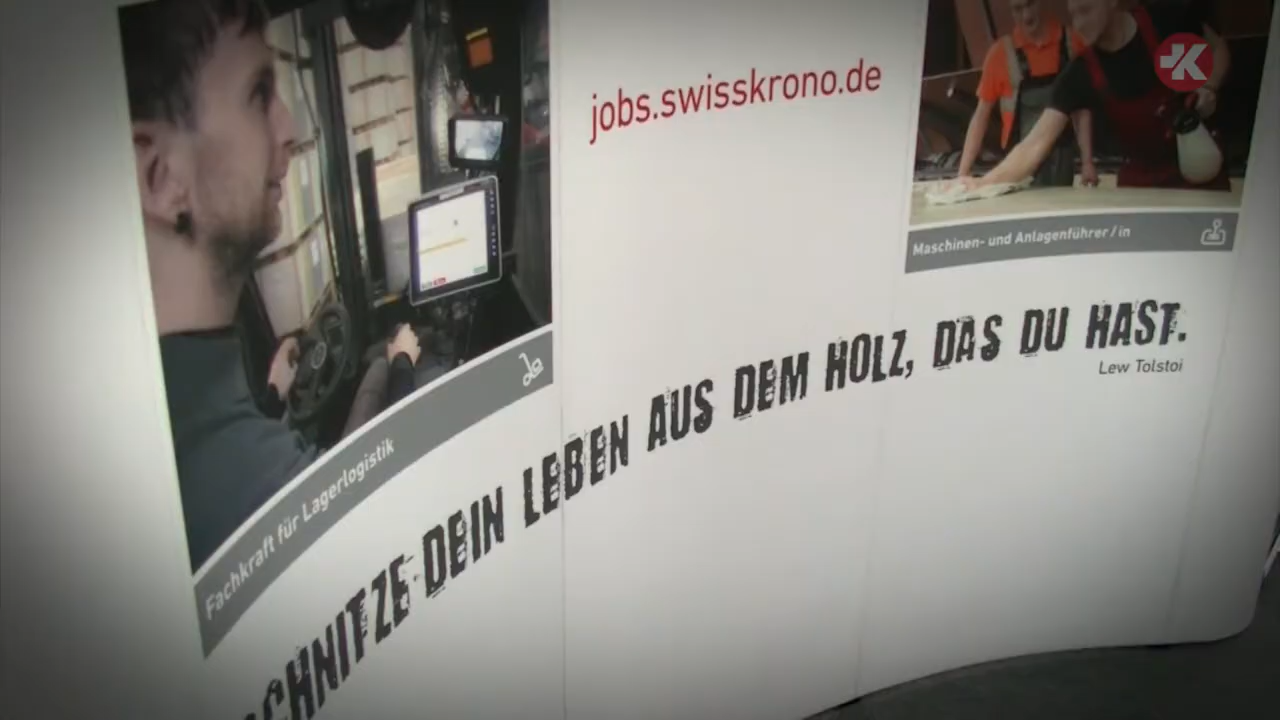 jobs.swisskrono.de
Maschinen- und Anlagenführer / in
Fachkraft für Lagerlogistik
SCHNITZE DEIN LEBEN AUS DEM HOLZ, DAS DU HAST.
Lew Tolstoi
K